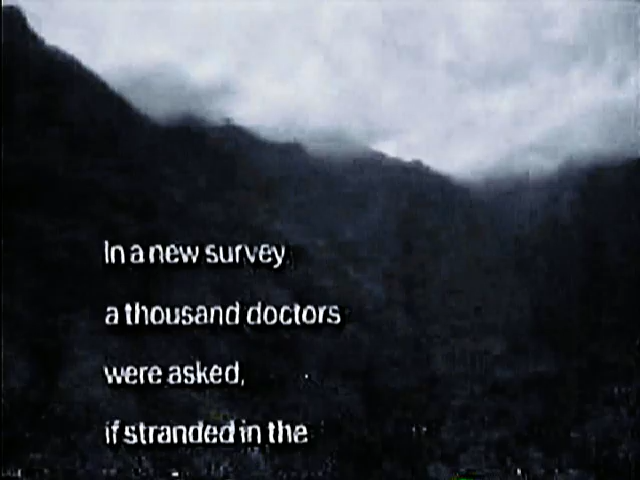 In a new survey
a thousand doctors
were asked,
if stranded in the